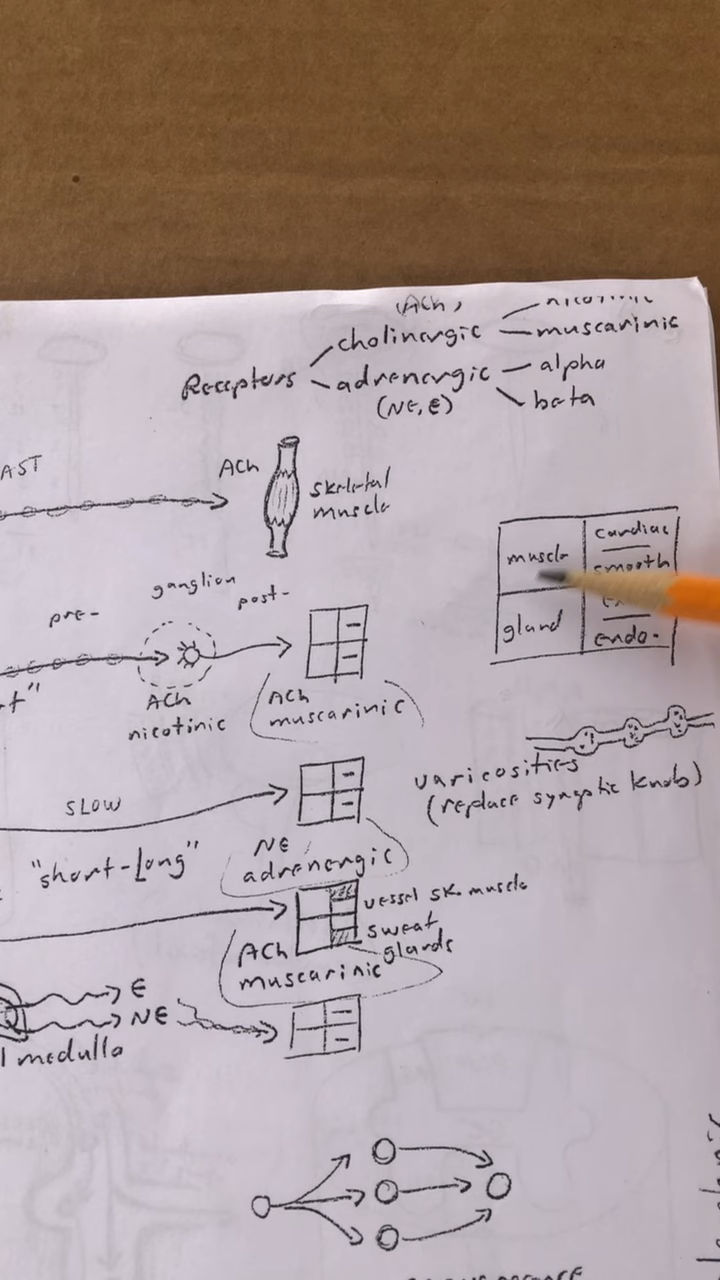 (ACh)
cholinergic
muscarinic
Receptors
adrenergic
alpha
(NE, E)
beta
AST
ACh
skeletal
muscle
cardiac
muscle
smooth
gland
endo.
ganglion
pre-
post-
t"
ACh
nicotinic
ACh
muscarinic
varicosities
(replace synaptic knob)
SLOW
"short-Long"
NE
adrenergic
vessel sk. muscle
sweat
glands
ACh
muscarinic
E
NE
l medulla